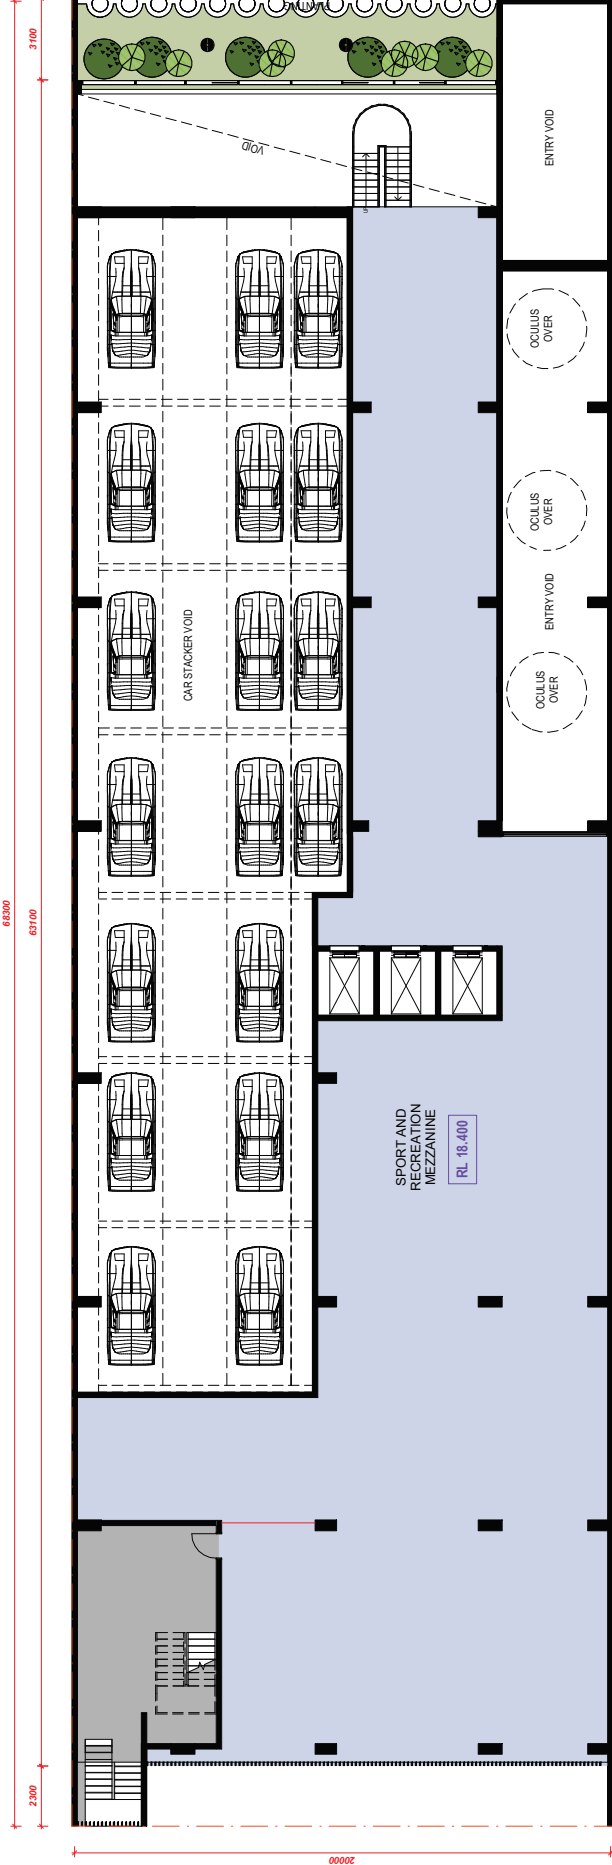 PLANTING
3100
VOID
ENTRY VOID
UP
OCULUS
OVER
OCULUS
OVER
ENTRY VOID
CAR STACKER VOID
OCULUS
OVER
68300
63100
SPORT AND
RECREATION
MEZZANINE
RL 18.400
2300
20000